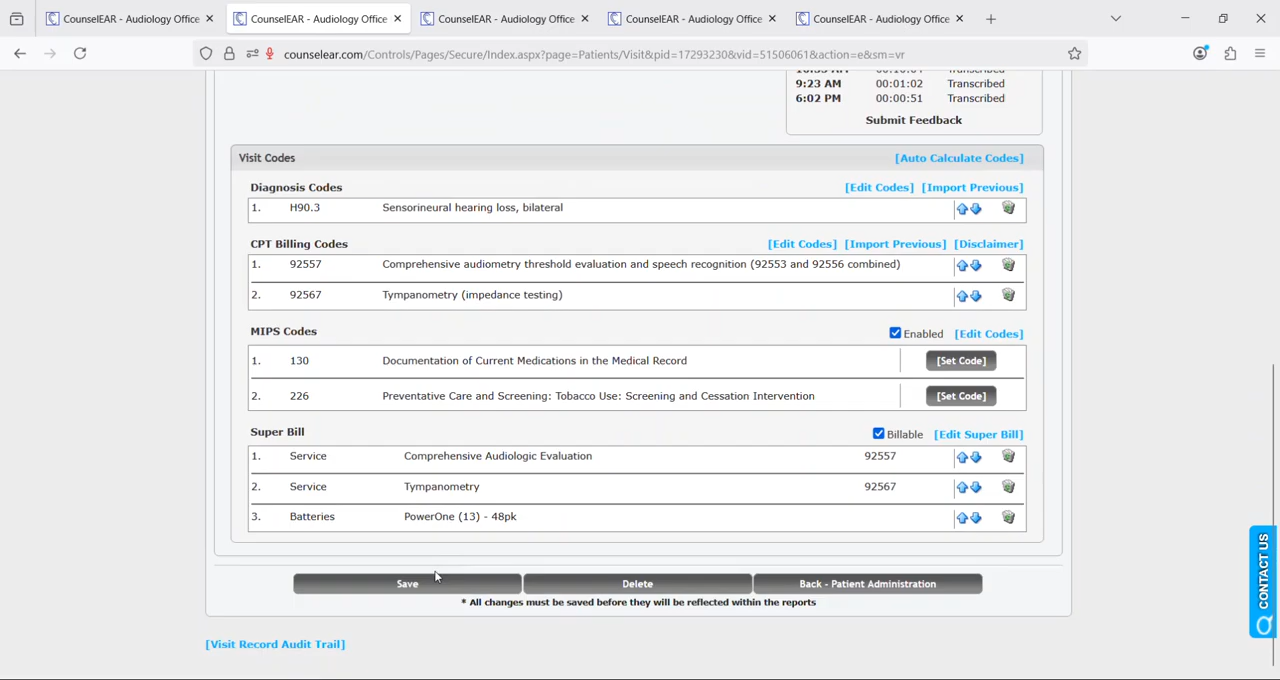 CounselEAR - Audiology Office
CounselEAR - Audiology Office
CounselEAR - Audiology Office
CounselEAR - Audiology Office
CounselEAR - Audiology Office
counselear.com/Controls/Pages/Secure/Index.aspx?page=Patients/Visit&pid=17293230&vid=51506061&action=e&sm=vr
9:23 AM 00:01:02 Transcribed
6:02 PM 00:00:51 Transcribed
Submit Feedback
Visit Codes [Auto Calculate Codes]
Diagnosis Codes [Edit Codes] [Import Previous]
1. H90.3 Sensorineural hearing loss, bilateral
CPT Billing Codes [Edit Codes] [Import Previous] [Disclaimer]
1. 92557 Comprehensive audiometry threshold evaluation and speech recognition (92553 and 92556 combined)
2. 92567 Tympanometry (impedance testing)
MIPS Codes Enabled [Edit Codes]
1. 130 Documentation of Current Medications in the Medical Record [Set Code]
2. 226 Preventative Care and Screening: Tobacco Use: Screening and Cessation Intervention [Set Code]
Super Bill Billable [Edit Super Bill]
1. Service Comprehensive Audiologic Evaluation 92557
2. Service Tympanometry 92567
3. Batteries PowerOne (13) - 48pk
Save Delete Back - Patient Administration
* All changes must be saved before they will be reflected within the reports
[Visit Record Audit Trail]
CONTACT US